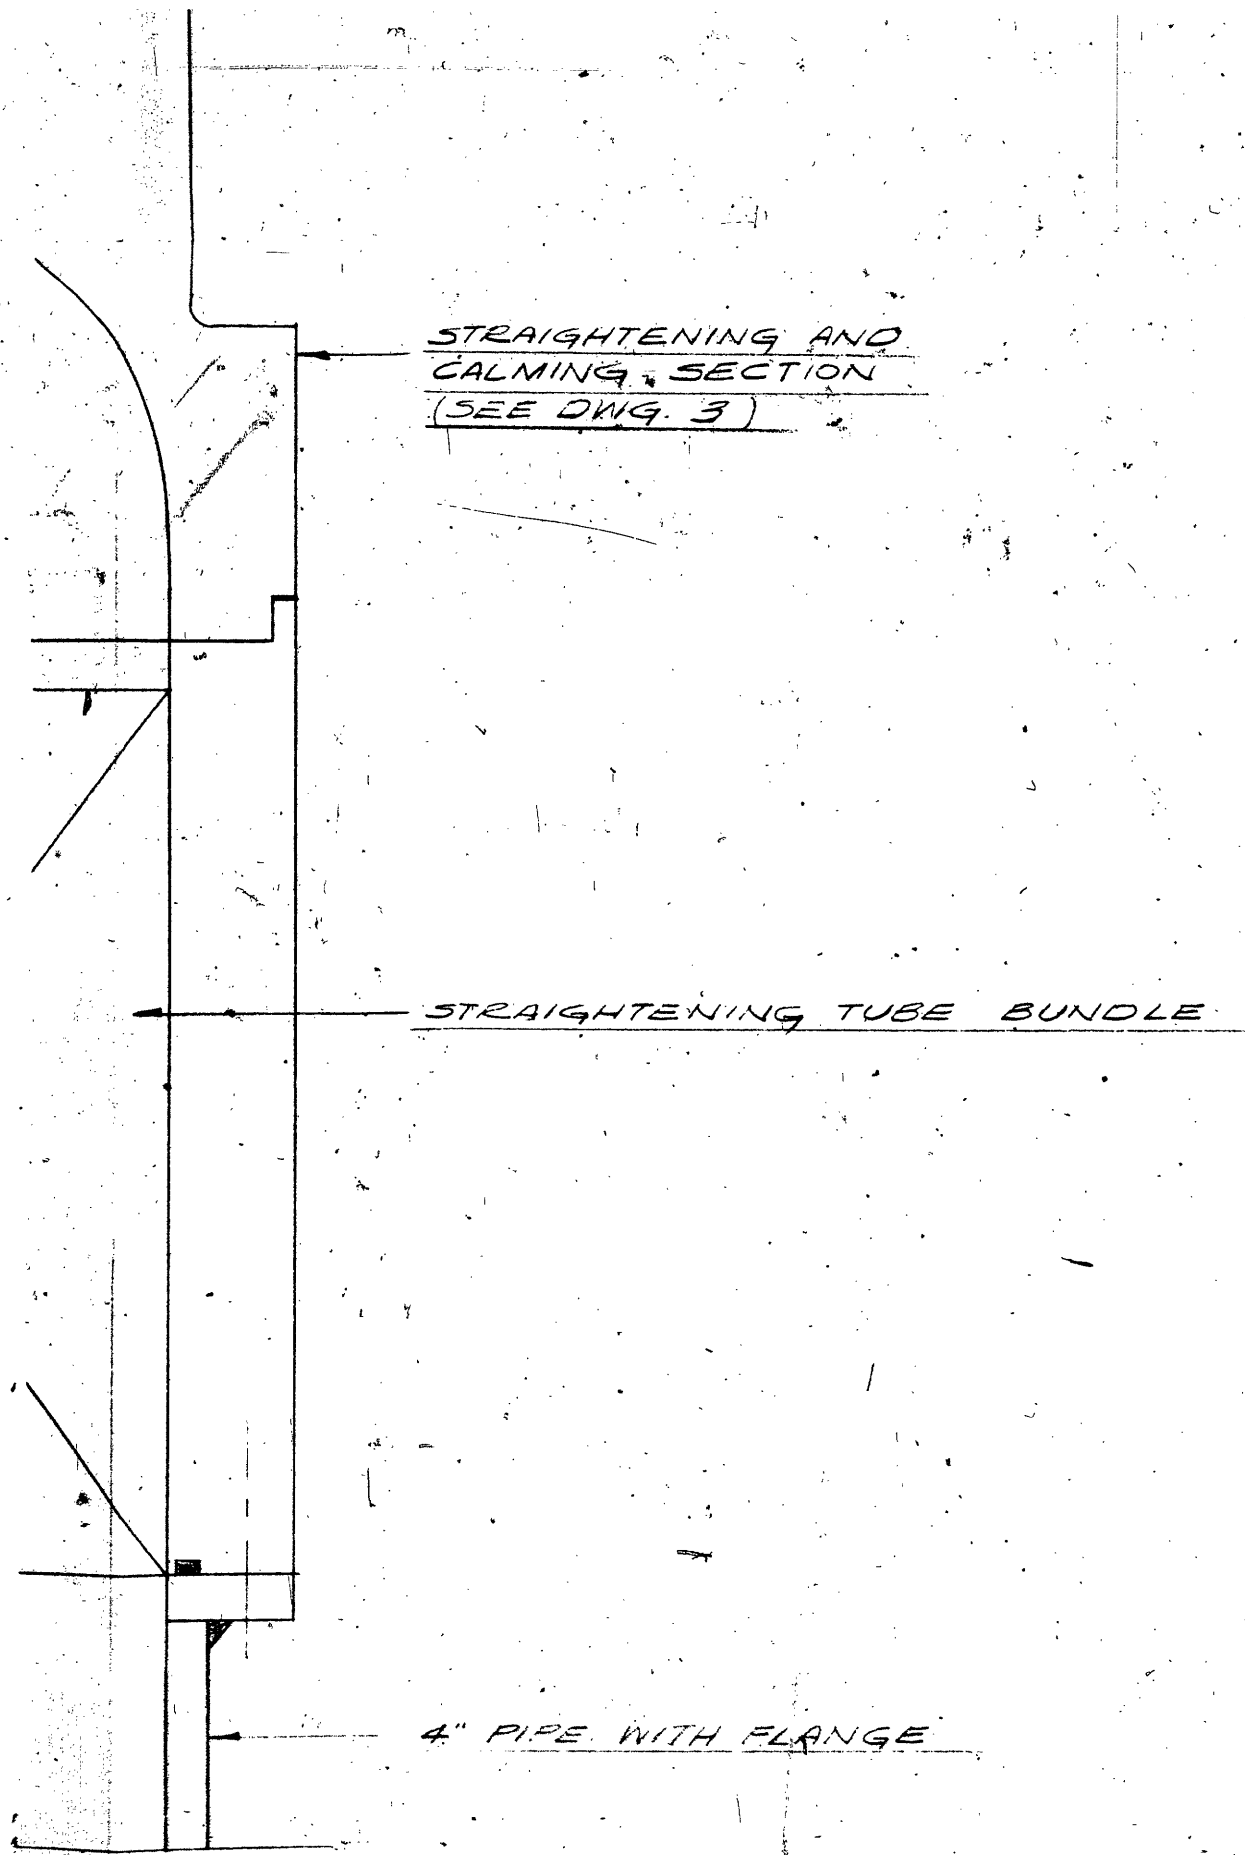 STRAIGHTENING AND
CALMING SECTION
(SEE DWG. 3)
STRAIGHTENING TUBE BUNDLE
4" PIPE WITH FLANGE